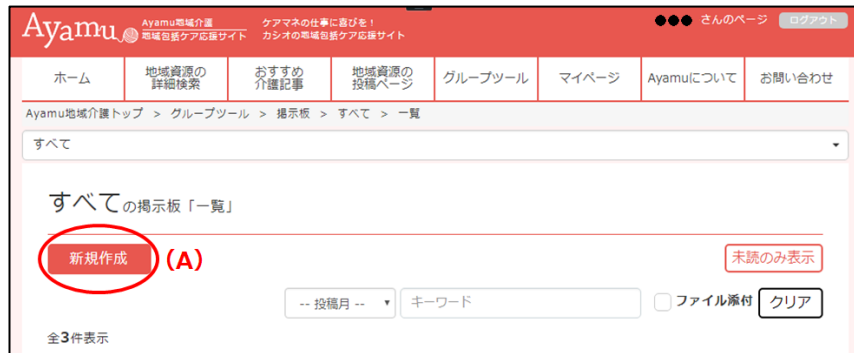 Ayamu Ayamu地域介護 ケアマネの仕事に喜びを！ ●●● さんのページ ログアウト
地域包括ケア応援サイト カシオの地域包括ケア応援サイト
ホーム 地域資源の詳細検索 おすすめ介護記事 地域資源の投稿ページ グループツール マイページ Ayamuについて お問い合わせ
Ayamu地域介護トップ > グループツール > 掲示板 > すべて > 一覧
すべて
すべての掲示板「一覧」
新規作成 (A) 未読のみ表示
-- 投稿月 -- キーワード ファイル添付 クリア
全3件表示